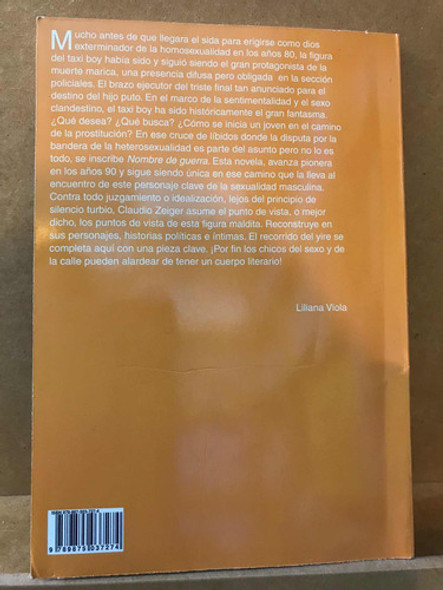 Mucho antes de que llegara el sida para erigirse como dios
exterminador de la homosexualidad en los años 80, la figura
del taxi boy había sido y siguió siendo el gran protagonista de la
muerte marica, una presencia difusa pero obligada en la sección
policiales. El brazo ejecutor del triste final tan anunciado para el
destino del hijo puto. En el marco de la sentimentalidad y el sexo
clandestino, el taxi boy ha sido históricamente el gran fantasma.
¿Qué desea? ¿Qué busca? ¿Cómo se inicia un joven en el camino
de la prostitución? En ese cruce de libidos donde la disputa por la
bandera de la heterosexualidad es parte del asunto pero no lo es
todo, se inscribe Nombre de guerra. Esta novela, avanza pionera
en los años 90 y sigue siendo única en ese camino que la lleva al
encuentro de este personaje clave de la sexualidad masculina.
Contra todo juzgamiento o idealización, lejos del principio de
silencio turbio, Claudio Zeiger asume el punto de vista, o mejor
dicho, los puntos de vista de esta figura maldita. Reconstruye en
sus personajes, historias políticas e íntimas. El recorrido del yire se
completa aquí con una pieza clave. ¡Por fin los chicos del sexo y de
la calle pueden alardear de tener un cuerpo literario!
Liliana Viola
ISBN 978-987-503-727-4
9 789875 037274